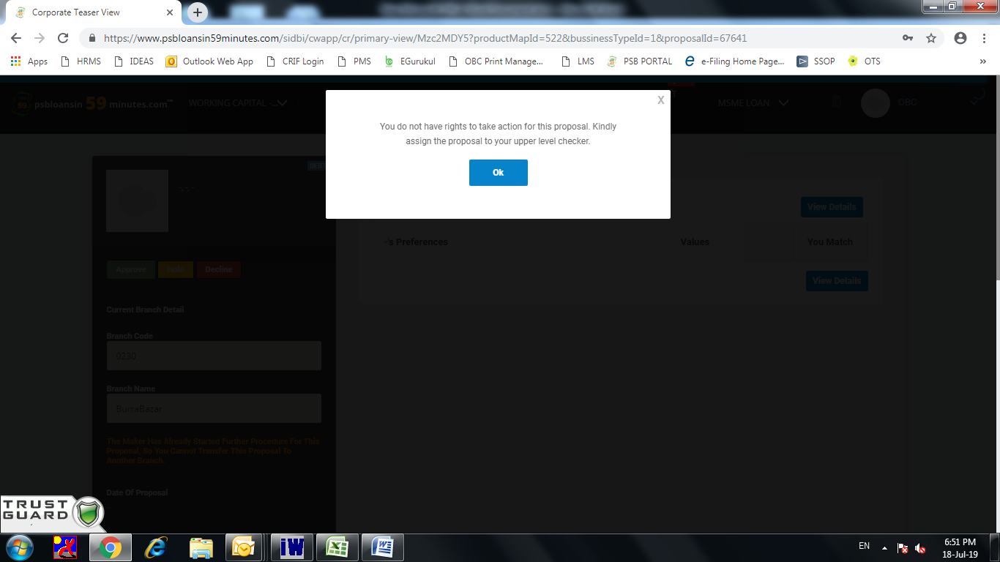 Corporate Teaser View
https://www.psbloansin59minutes.com/sidbi/cwapp/cr/primary-view/Mzc2MDY5?productMapId=522&bussinessTypeId=1&proposalId=67641
Apps HRMS IDEAS Outlook Web App CRIF Login PMS EGurukul OBC Print Manage... LMS PSB PORTAL e-Filing Home Page... SSOP OTS »
psbloansin 59 minutes.com™ WORKING CAPITAL -... MSME LOAN OBC
X
You do not have rights to take action for this proposal. Kindly
assign the proposal to your upper level checker.
Ok
View Details
-'s Preferences Values You Match
View Details
Approve Hold Decline
Current Branch Detail
Branch Code
0230
Branch Name
BurraBazar
The Maker Has Already Started Further Procedure For This
Proposal, So You Cannot Transfer This Proposal To
Another Branch.
Date Of Proposal
TRUST
GUARD
iW
EN
6:51 PM
18-Jul-19